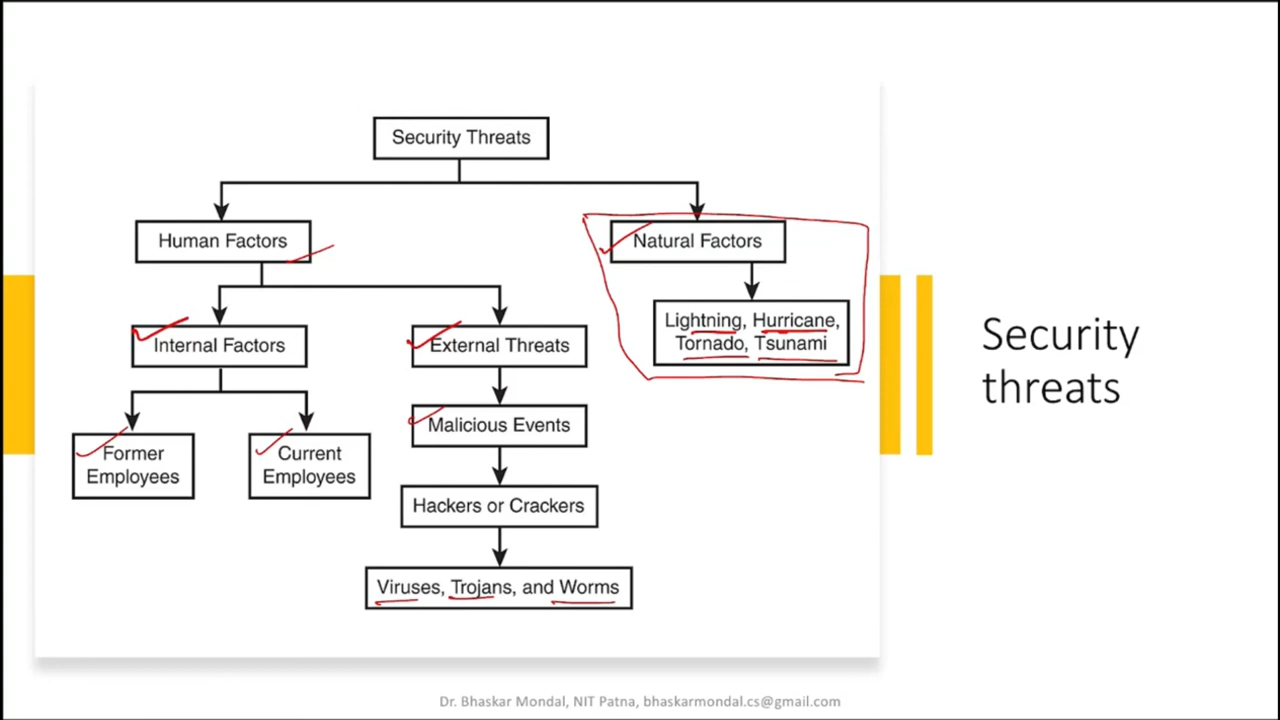 Security Threats
Human Factors
Natural Factors
Lightning, Hurricane,
Tornado, Tsunami
Internal Factors
External Threats
Former
Employees
Current
Employees
Malicious Events
Hackers or Crackers
Viruses, Trojans, and Worms
Security
threats
Dr. Bhaskar Mondal, NIT Patna, bhaskarmondal.cs@gmail.com